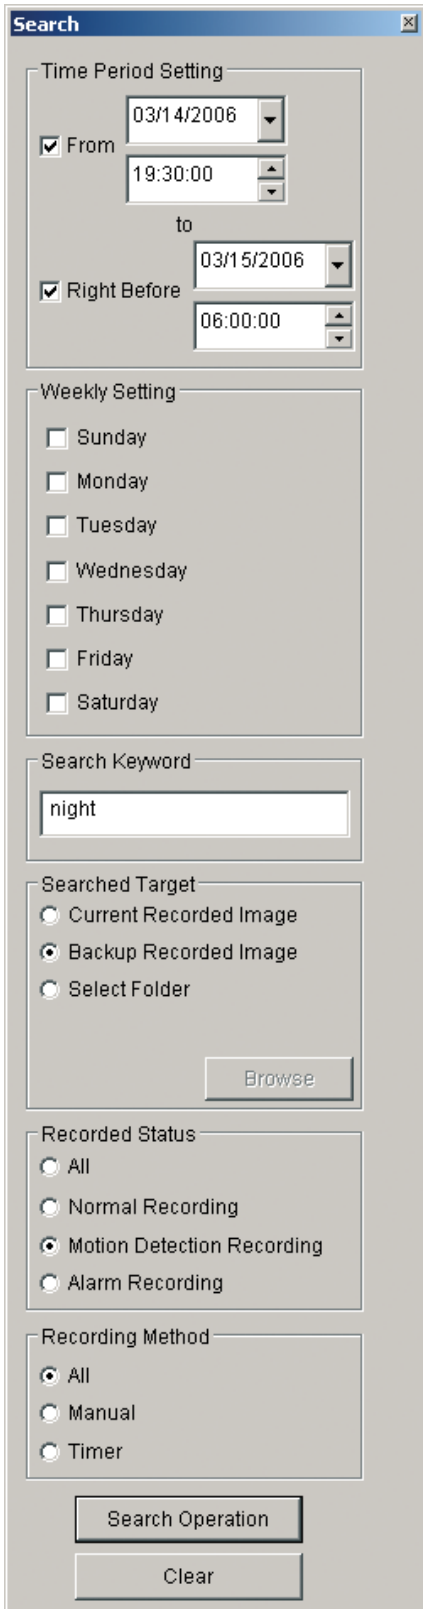 Search
Time Period Setting
03/14/2006
From
19:30:00
to
03/15/2006
Right Before
06:00:00
Weekly Setting
Sunday
Monday
Tuesday
Wednesday
Thursday
Friday
Saturday
Search Keyword
night
Searched Target
Current Recorded Image
Backup Recorded Image
Select Folder
Browse
Recorded Status
All
Normal Recording
Motion Detection Recording
Alarm Recording
Recording Method
All
Manual
Timer
Search Operation
Clear